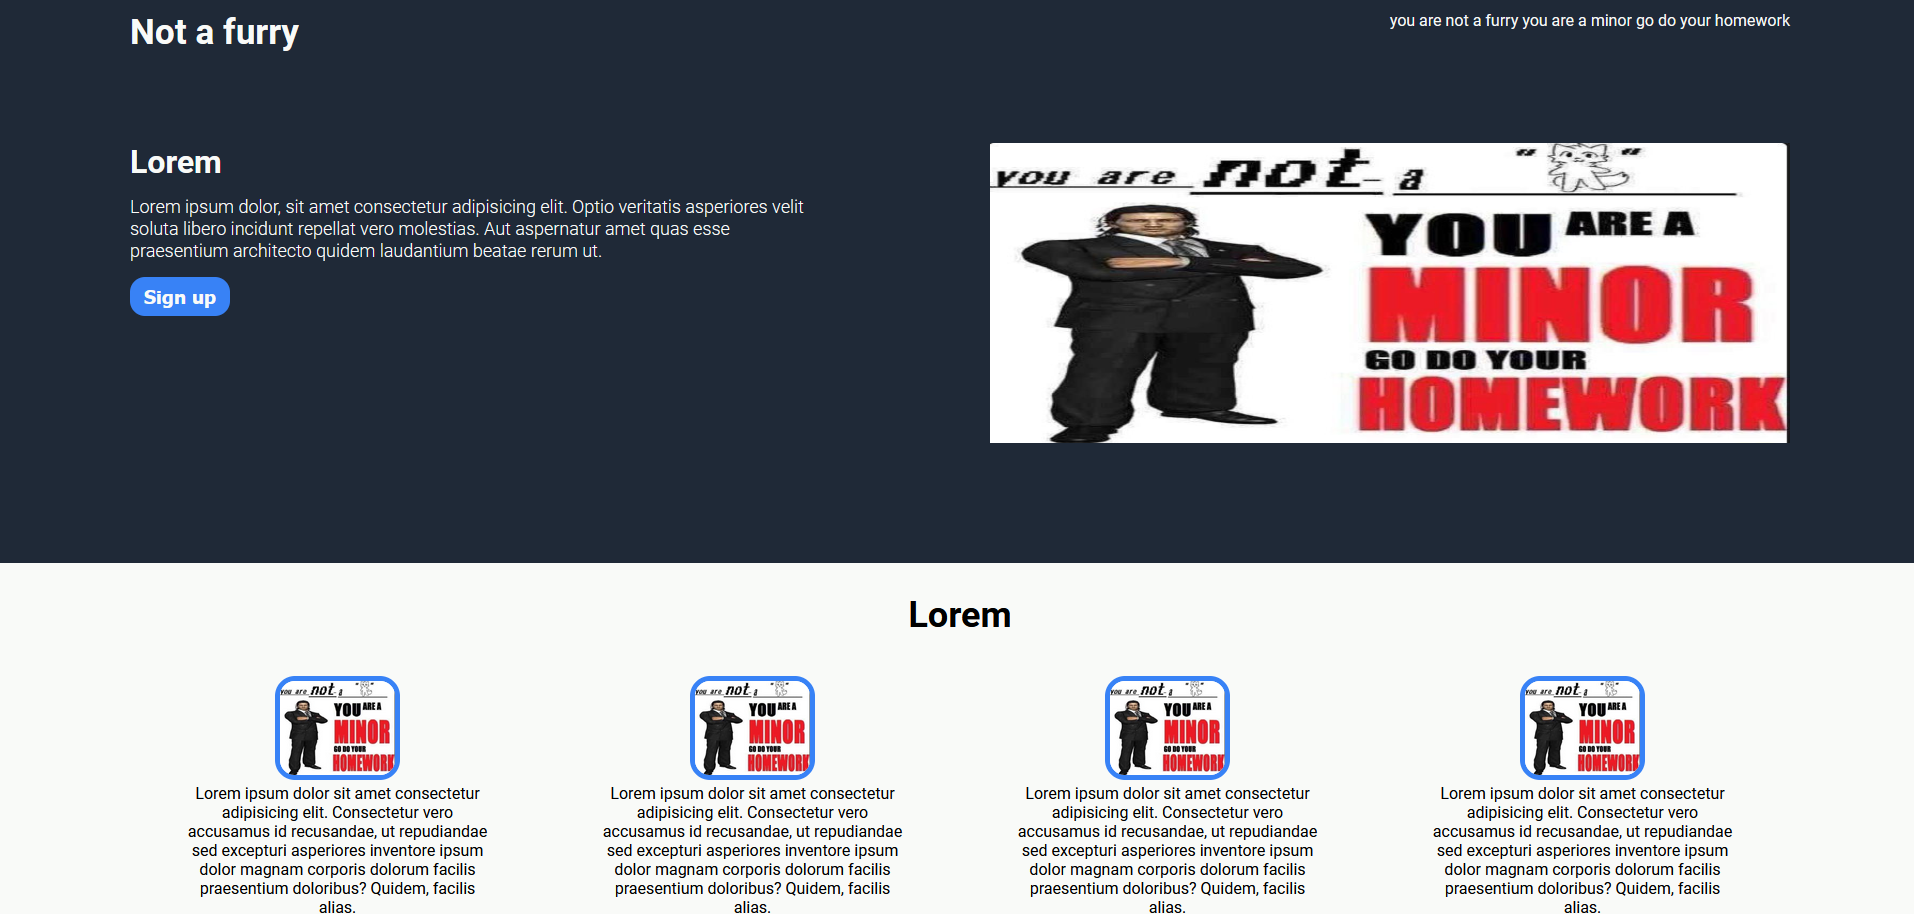 Not a furry
you are not a furry you are a minor go do your homework
Lorem
Lorem ipsum dolor, sit amet consectetur adipisicing elit. Optio veritatis asperiores velit
soluta libero incidunt repellat vero molestias. Aut aspernatur amet quas esse
praesentium architecto quidem laudantium beatae rerum ut.
Sign up
you are not a " "
YOU ARE A
MINOR
GO DO YOUR
HOMEWORK
Lorem
you are not a " "
YOU ARE A
MINOR
GO DO YOUR
HOMEWORK
Lorem ipsum dolor sit amet consectetur
adipisicing elit. Consectetur vero
accusamus id recusandae, ut repudiandae
sed excepturi asperiores inventore ipsum
dolor magnam corporis dolorum facilis
praesentium doloribus? Quidem, facilis
alias.
you are not a " "
YOU ARE A
MINOR
GO DO YOUR
HOMEWORK
Lorem ipsum dolor sit amet consectetur
adipisicing elit. Consectetur vero
accusamus id recusandae, ut repudiandae
sed excepturi asperiores inventore ipsum
dolor magnam corporis dolorum facilis
praesentium doloribus? Quidem, facilis
alias.
you are not a " "
YOU ARE A
MINOR
GO DO YOUR
HOMEWORK
Lorem ipsum dolor sit amet consectetur
adipisicing elit. Consectetur vero
accusamus id recusandae, ut repudiandae
sed excepturi asperiores inventore ipsum
dolor magnam corporis dolorum facilis
praesentium doloribus? Quidem, facilis
alias.
you are not a " "
YOU ARE A
MINOR
GO DO YOUR
HOMEWORK
Lorem ipsum dolor sit amet consectetur
adipisicing elit. Consectetur vero
accusamus id recusandae, ut repudiandae
sed excepturi asperiores inventore ipsum
dolor magnam corporis dolorum facilis
praesentium doloribus? Quidem, facilis
alias.